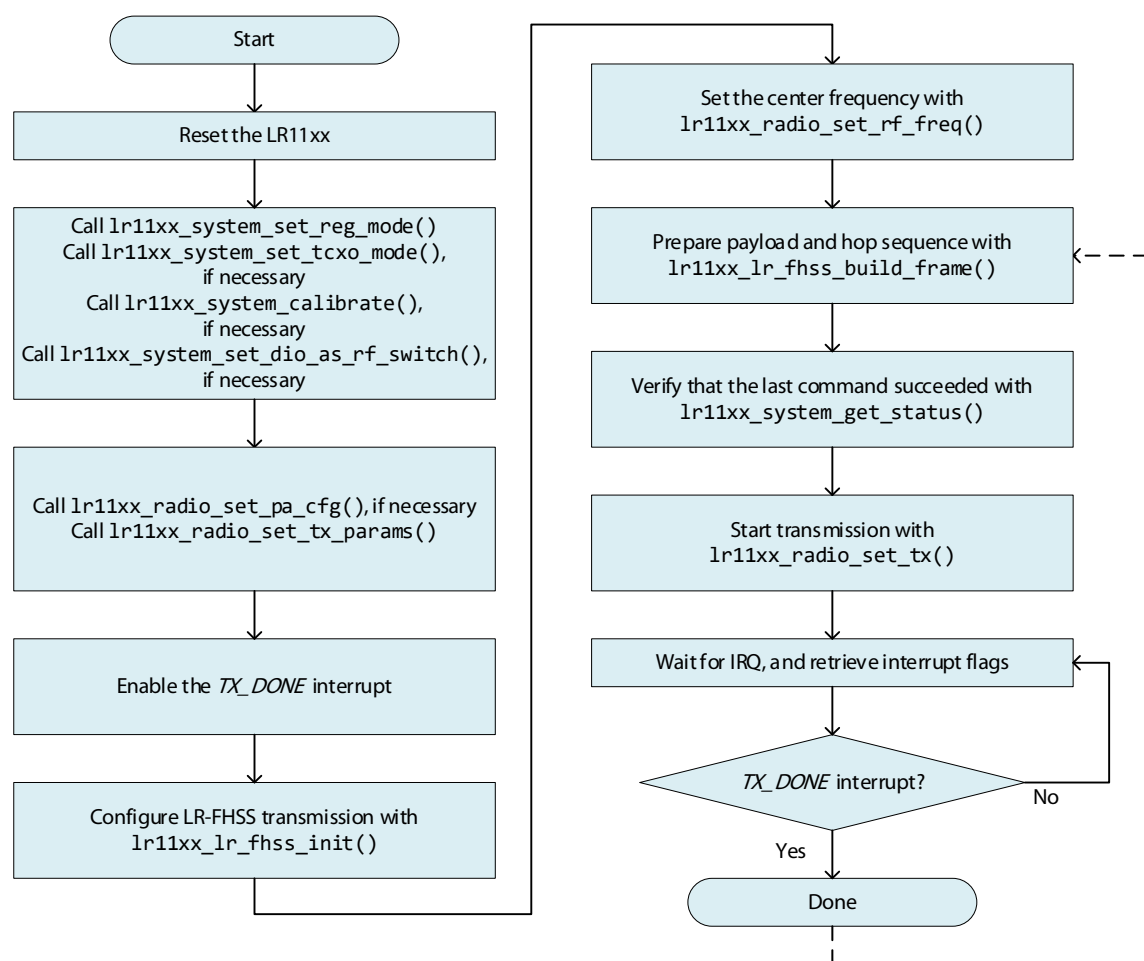 Start
Reset the LR11xx
Call lr11xx_system_set_reg_mode()
Call lr11xx_system_set_tcxo_mode(),
if necessary
Call lr11xx_system_calibrate(),
if necessary
Call lr11xx_system_set_dio_as_rf_switch(),
if necessary
Call lr11xx_radio_set_pa_cfg(), if necessary
Call lr11xx_radio_set_tx_params()
Enable the TX_DONE interrupt
Configure LR-FHSS transmission with
lr11xx_lr_fhss_init()
Set the center frequency with
lr11xx_radio_set_rf_freq()
Prepare payload and hop sequence with
lr11xx_lr_fhss_build_frame()
Verify that the last command succeeded with
lr11xx_system_get_status()
Start transmission with
lr11xx_radio_set_tx()
Wait for IRQ, and retrieve interrupt flags
TX_DONE interrupt?
No
Yes
Done